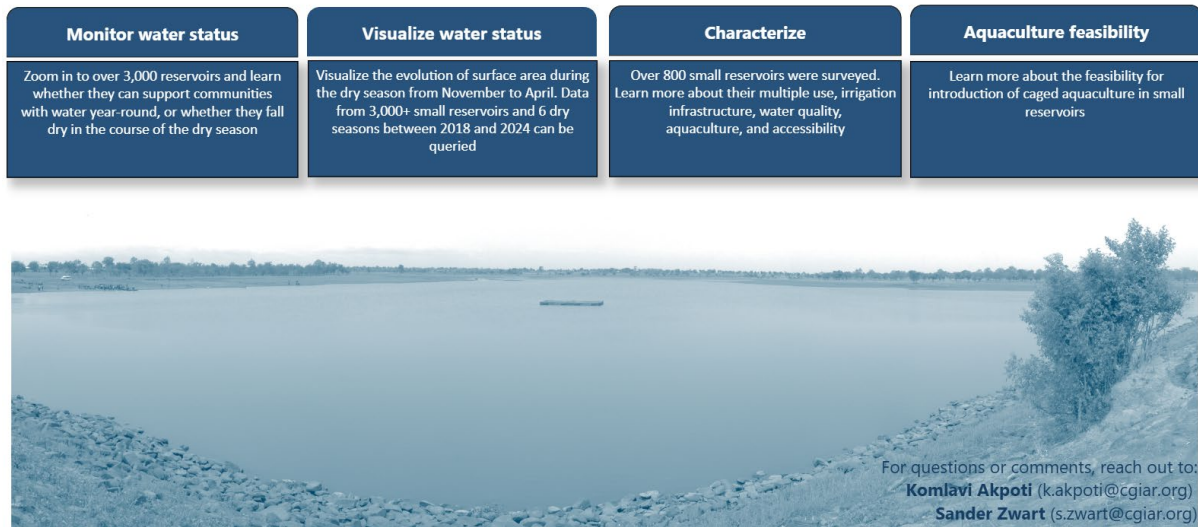 Monitor water status
Zoom in to over 3,000 reservoirs and learn
whether they can support communities
with water year-round, or whether they fall
dry in the course of the dry season
Visualize water status
Visualize the evolution of surface area during
the dry season from November to April. Data
from 3,000+ small reservoirs and 6 dry
seasons between 2018 and 2024 can be
queried
Characterize
Over 800 small reservoirs were surveyed.
Learn more about their multiple use, irrigation
infrastructure, water quality,
aquaculture, and accessibility
Aquaculture feasibility
Learn more about the feasibility for
introduction of caged aquaculture in small
reservoirs
For questions or comments, reach out to:
Komlavi Akpoti (k.akpoti@cgiar.org)
Sander Zwart (s.zwart@cgiar.org)